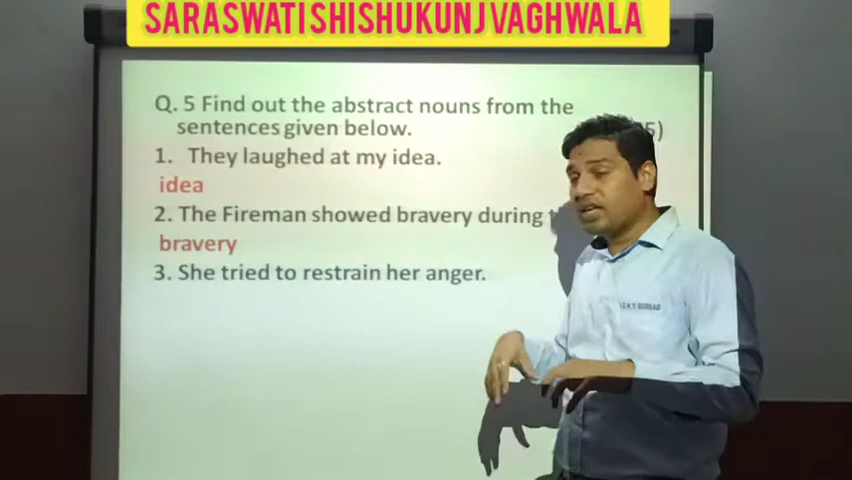 SARASWATI SHISHUKUNJ VAGHWALA
Q. 5 Find out the abstract nouns from the
sentences given below. 05)
1. They laughed at my idea.
idea
2. The Fireman showed bravery during
bravery
3. She tried to restrain her anger.